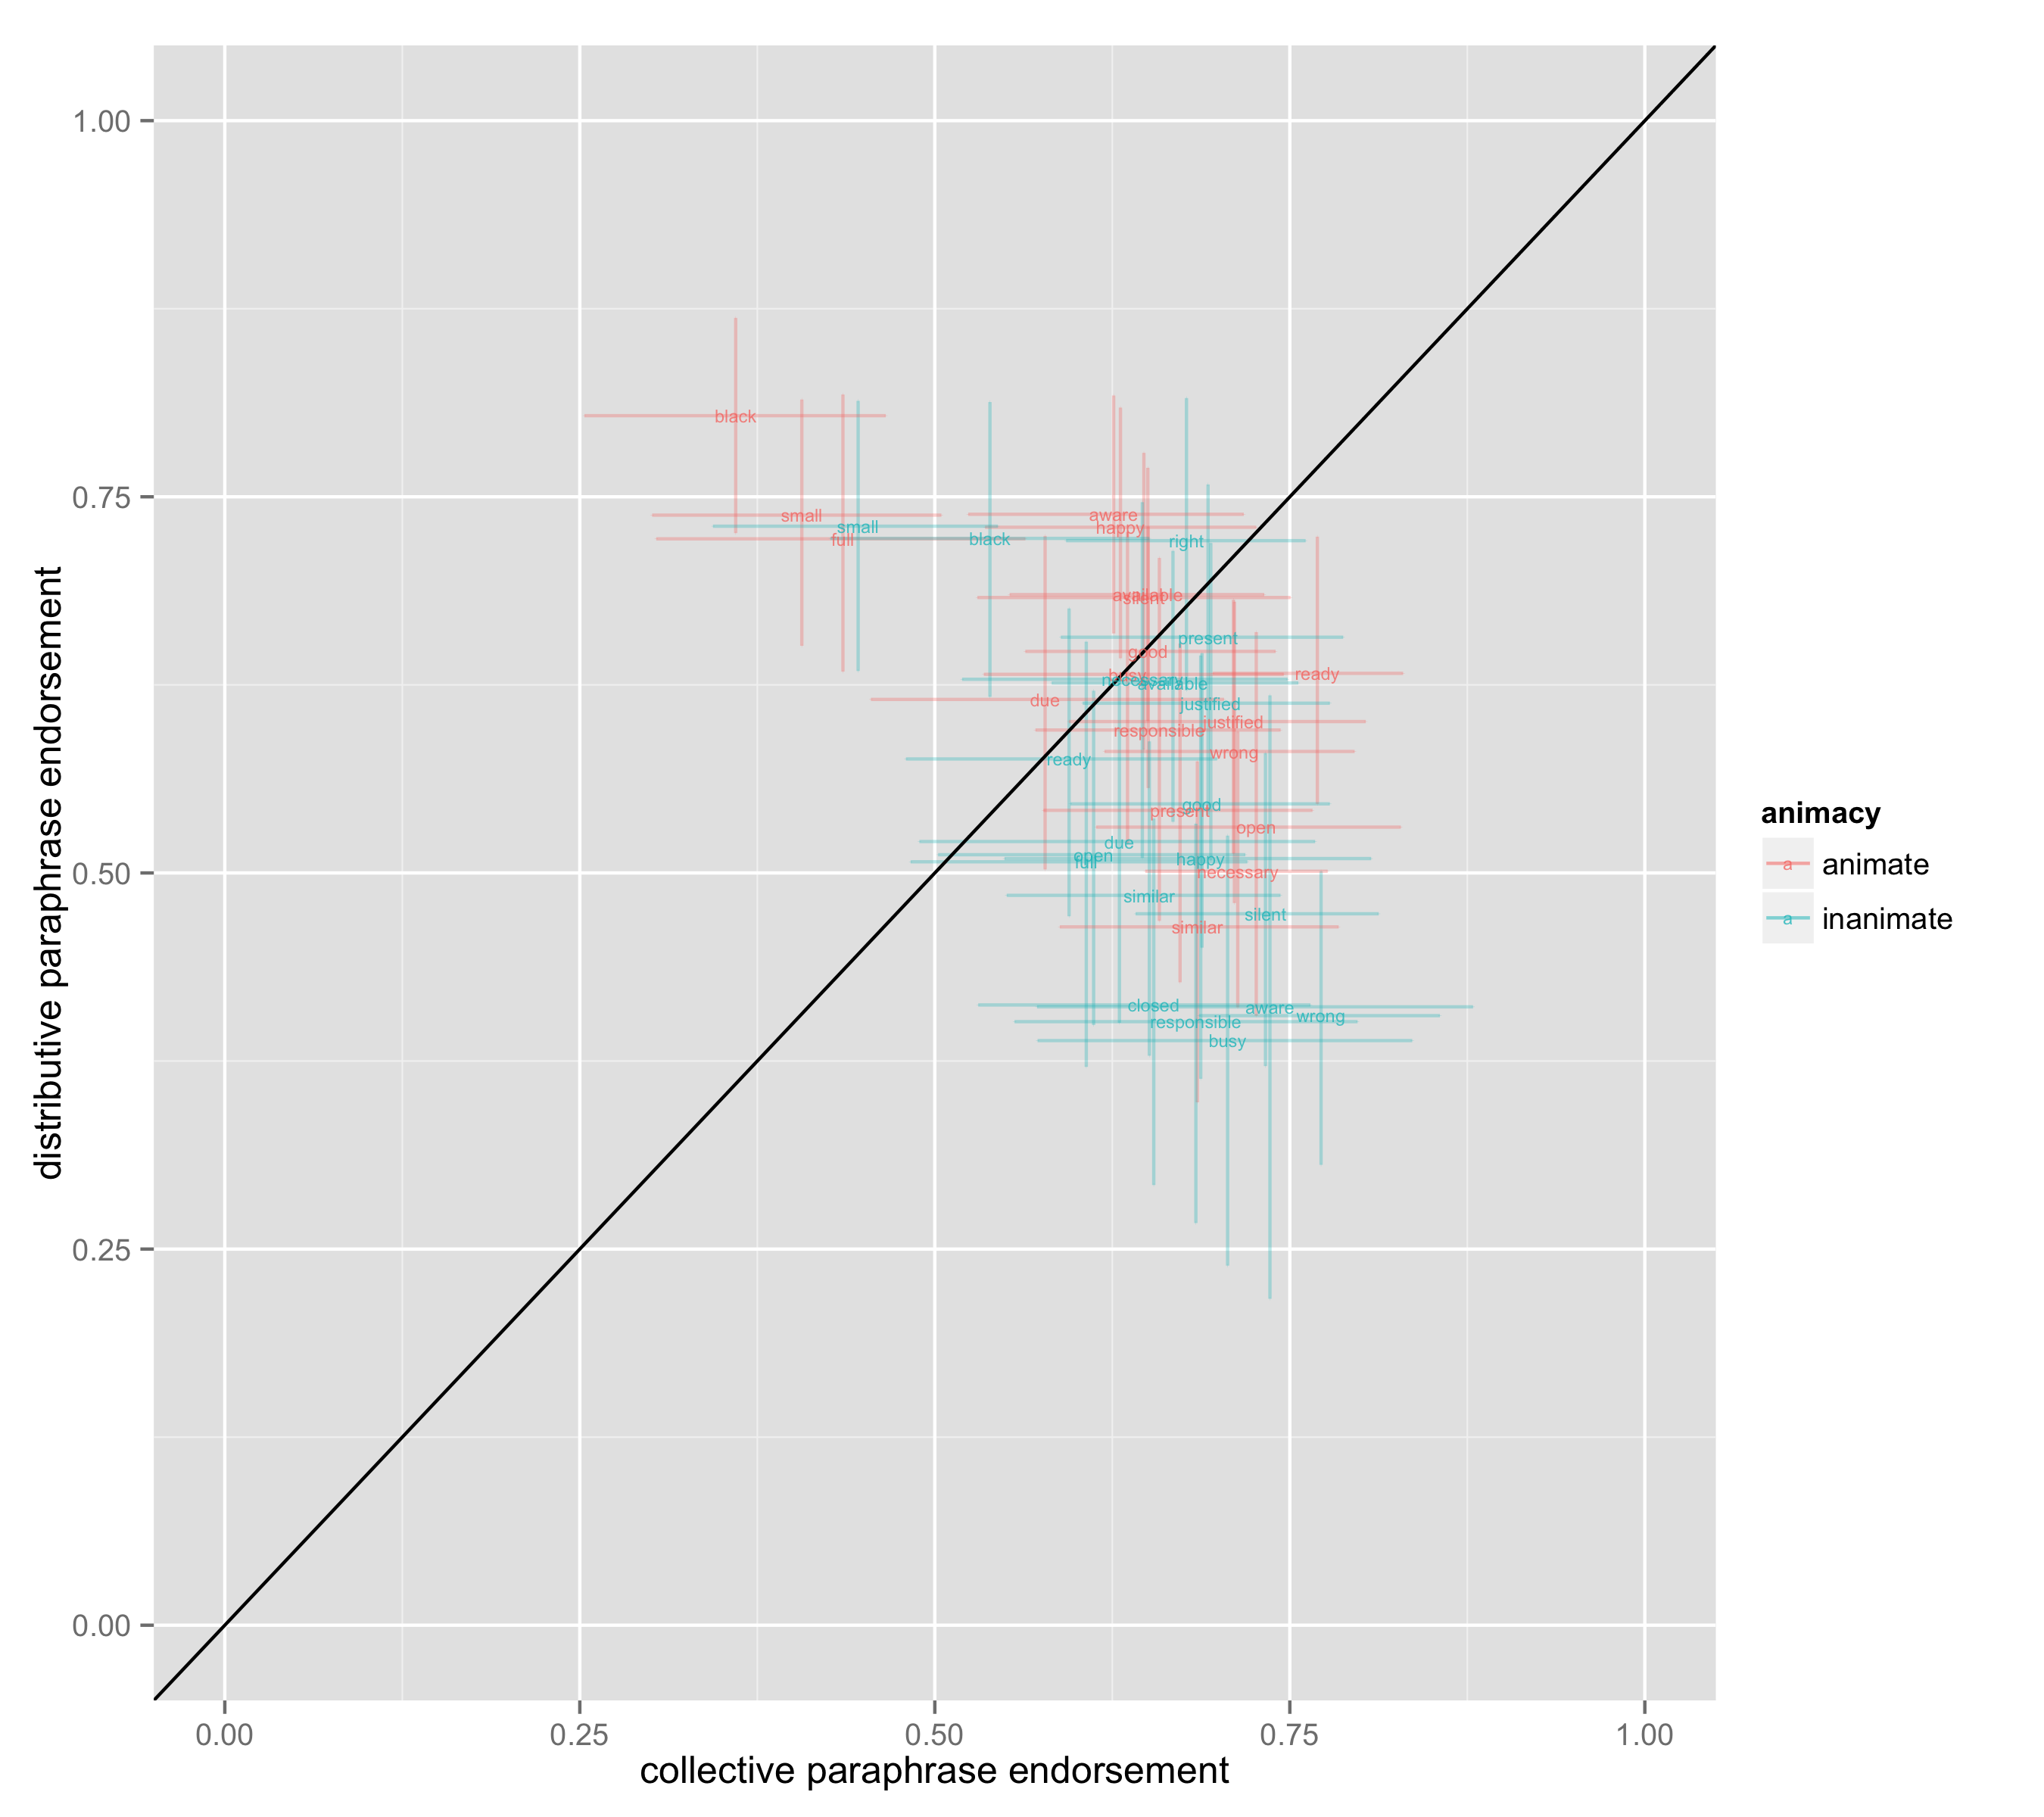 1.00
0.75
0.50
0.25
0.00
distributive paraphrase endorsement
black
small
aware
small
happy
full
black
right
available
silent
present
good
busy
ready
necessary
available
due
justified
justified
responsible
wrong
ready
good
present
open
due
open
full
happy
necessary
similar
silent
similar
closed
aware
wrong
responsible
busy
0.00
0.25
0.50
0.75
1.00
collective paraphrase endorsement
animacy
a animate
a inanimate